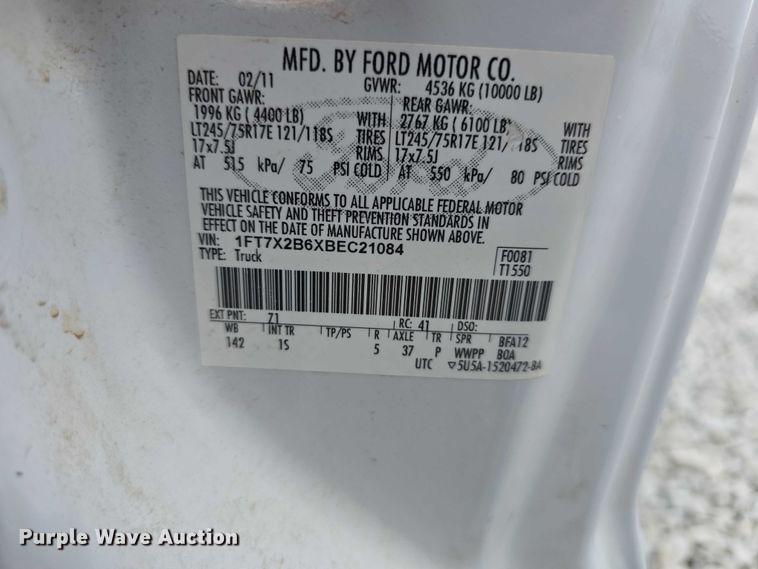 MFD. BY FORD MOTOR CO.
DATE: 02/11 GVWR: 4536 KG (10000 LB)
FRONT GAWR: REAR GAWR:
1996 KG (4400 LB) WITH 2767 KG (6100 LB) WITH
LT245/75R17E 121/118S TIRES LT245/75R17E 121/ 18S TIRES
17x7.5J RIMS 17x7.5J RIMS
AT 515 kPa/ 75 PSI COLD AT 550 kPa/ 80 PSI COLD
THIS VEHICLE CONFORMS TO ALL APPLICABLE FEDERAL MOTOR
VEHICLE SAFETY AND THEFT PREVENTION STANDARDS IN
EFFECT ON THE DATE OF MANUFACTURE SHOWN ABOVE.
VIN: 1FT7X2B6XBEC21084
TYPE: Truck
F0081
T1550
EXT PNT: 71 RC: 41 DSO:
WB INT TR TP/PS R AXLE TR SPR BFA12
142 1S 5 37 P WWPP BOA
UTC ▽5U5A-1520472-BA
Purple Wave Auction